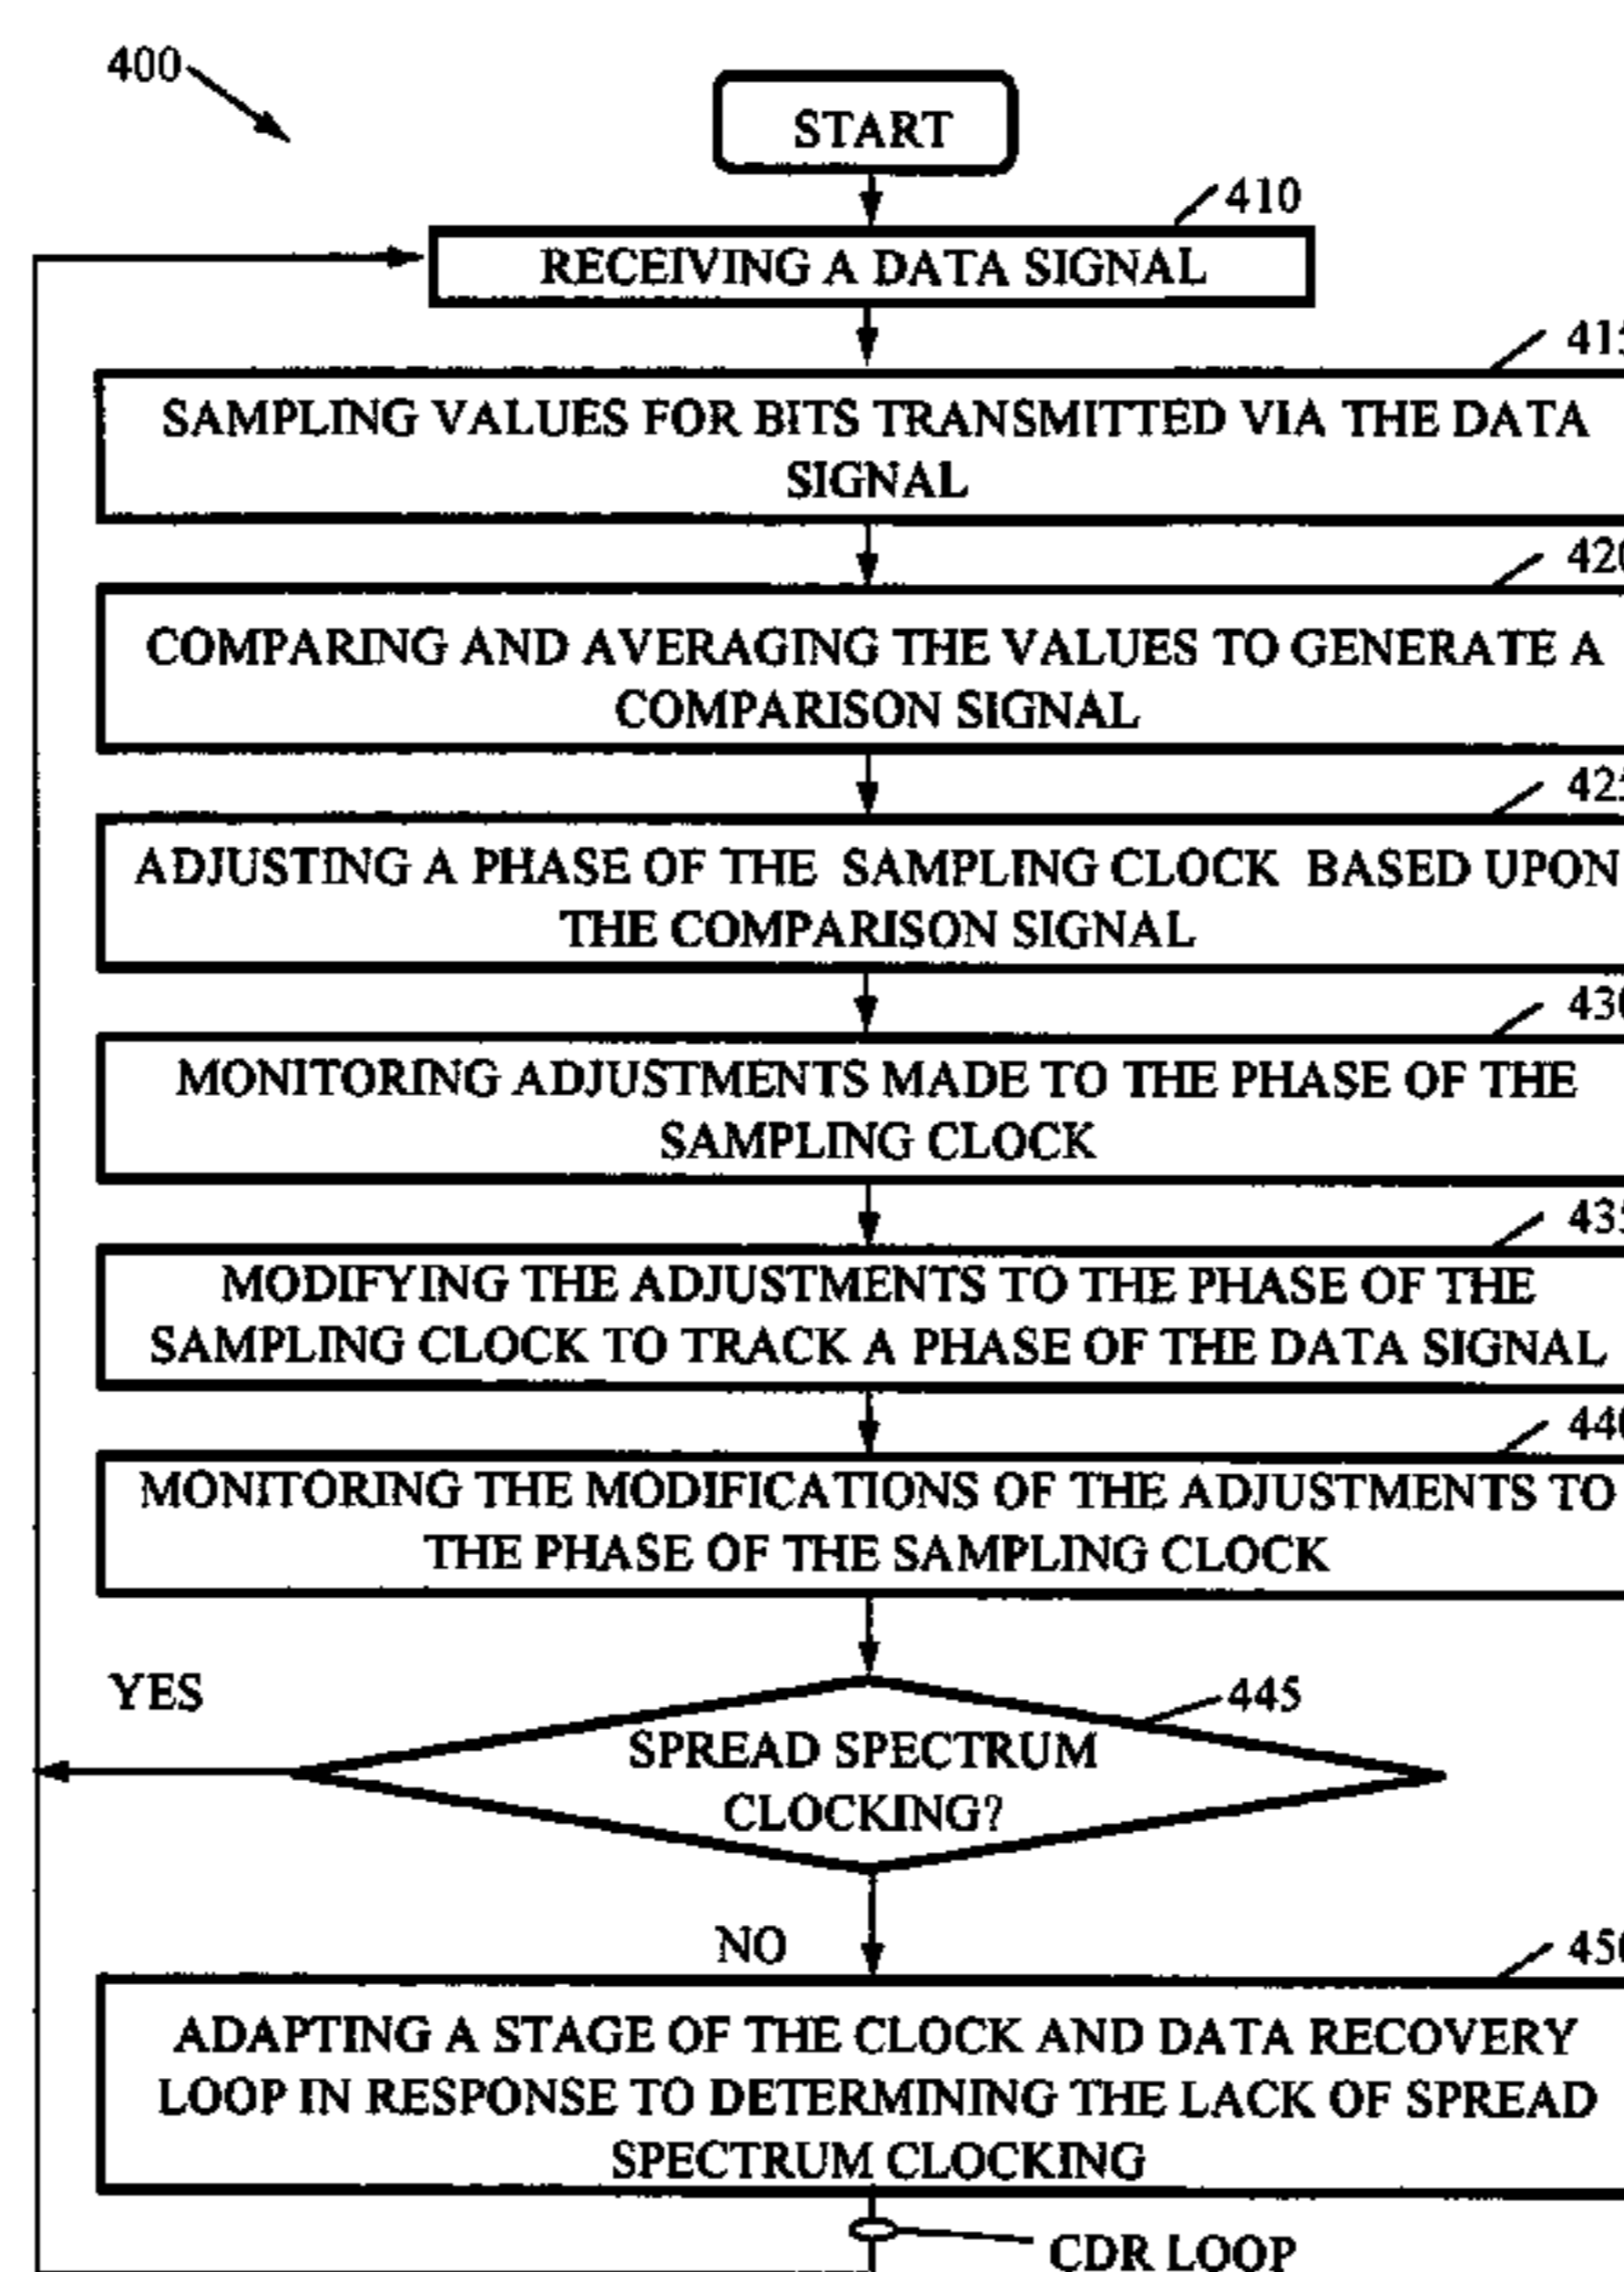 400
START
410
RECEIVING A DATA SIGNAL
SAMPLING VALUES FOR BITS TRANSMITTED VIA THE DATA
SIGNAL
COMPARING AND AVERAGING THE VALUES TO GENERATE A
COMPARISON SIGNAL
ADJUSTING A PHASE OF THE SAMPLING CLOCK BASED UPON
THE COMPARISON SIGNAL
MONITORING ADJUSTMENTS MADE TO THE PHASE OF THE
SAMPLING CLOCK
MODIFYING THE ADJUSTMENTS TO THE PHASE OF THE
SAMPLING CLOCK TO TRACK A PHASE OF THE DATA SIGNAL
MONITORING THE MODIFICATIONS OF THE ADJUSTMENTS TO
THE PHASE OF THE SAMPLING CLOCK
YES
445
SPREAD SPECTRUM
CLOCKING?
NO
ADAPTING A STAGE OF THE CLOCK AND DATA RECOVERY
LOOP IN RESPONSE TO DETERMINING THE LACK OF SPREAD
SPECTRUM CLOCKING
CDR LOOP